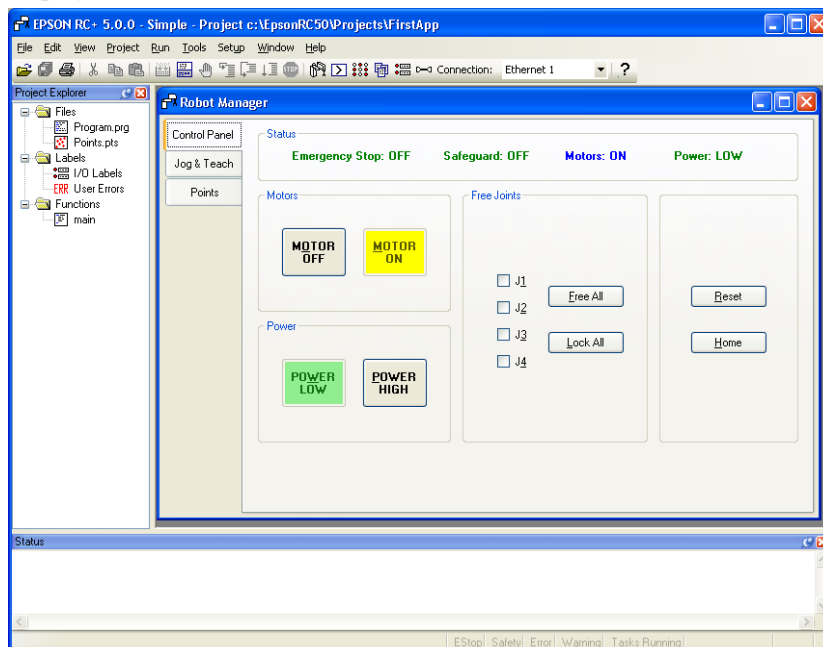 EPSON RC+ 5.0.0 - Simple - Project c:\EpsonRC50\Projects\FirstApp
File Edit View Project Run Tools Setup Window Help
Connection: Ethernet 1
Project Explorer
Files
Program.prg
Points.pts
Labels
I/O Labels
ERR User Errors
Functions
main
Robot Manager
Control Panel
Jog & Teach
Points
Status
Emergency Stop: OFF Safeguard: OFF Motors: ON Power: LOW
Motors
MOTOR
OFF
MOTOR
ON
Power
POWER
LOW
POWER
HIGH
Free Joints
J1
J2
J3
J4
Free All
Lock All
Reset
Home
Status
EStop Safety Error Warning Tasks Running